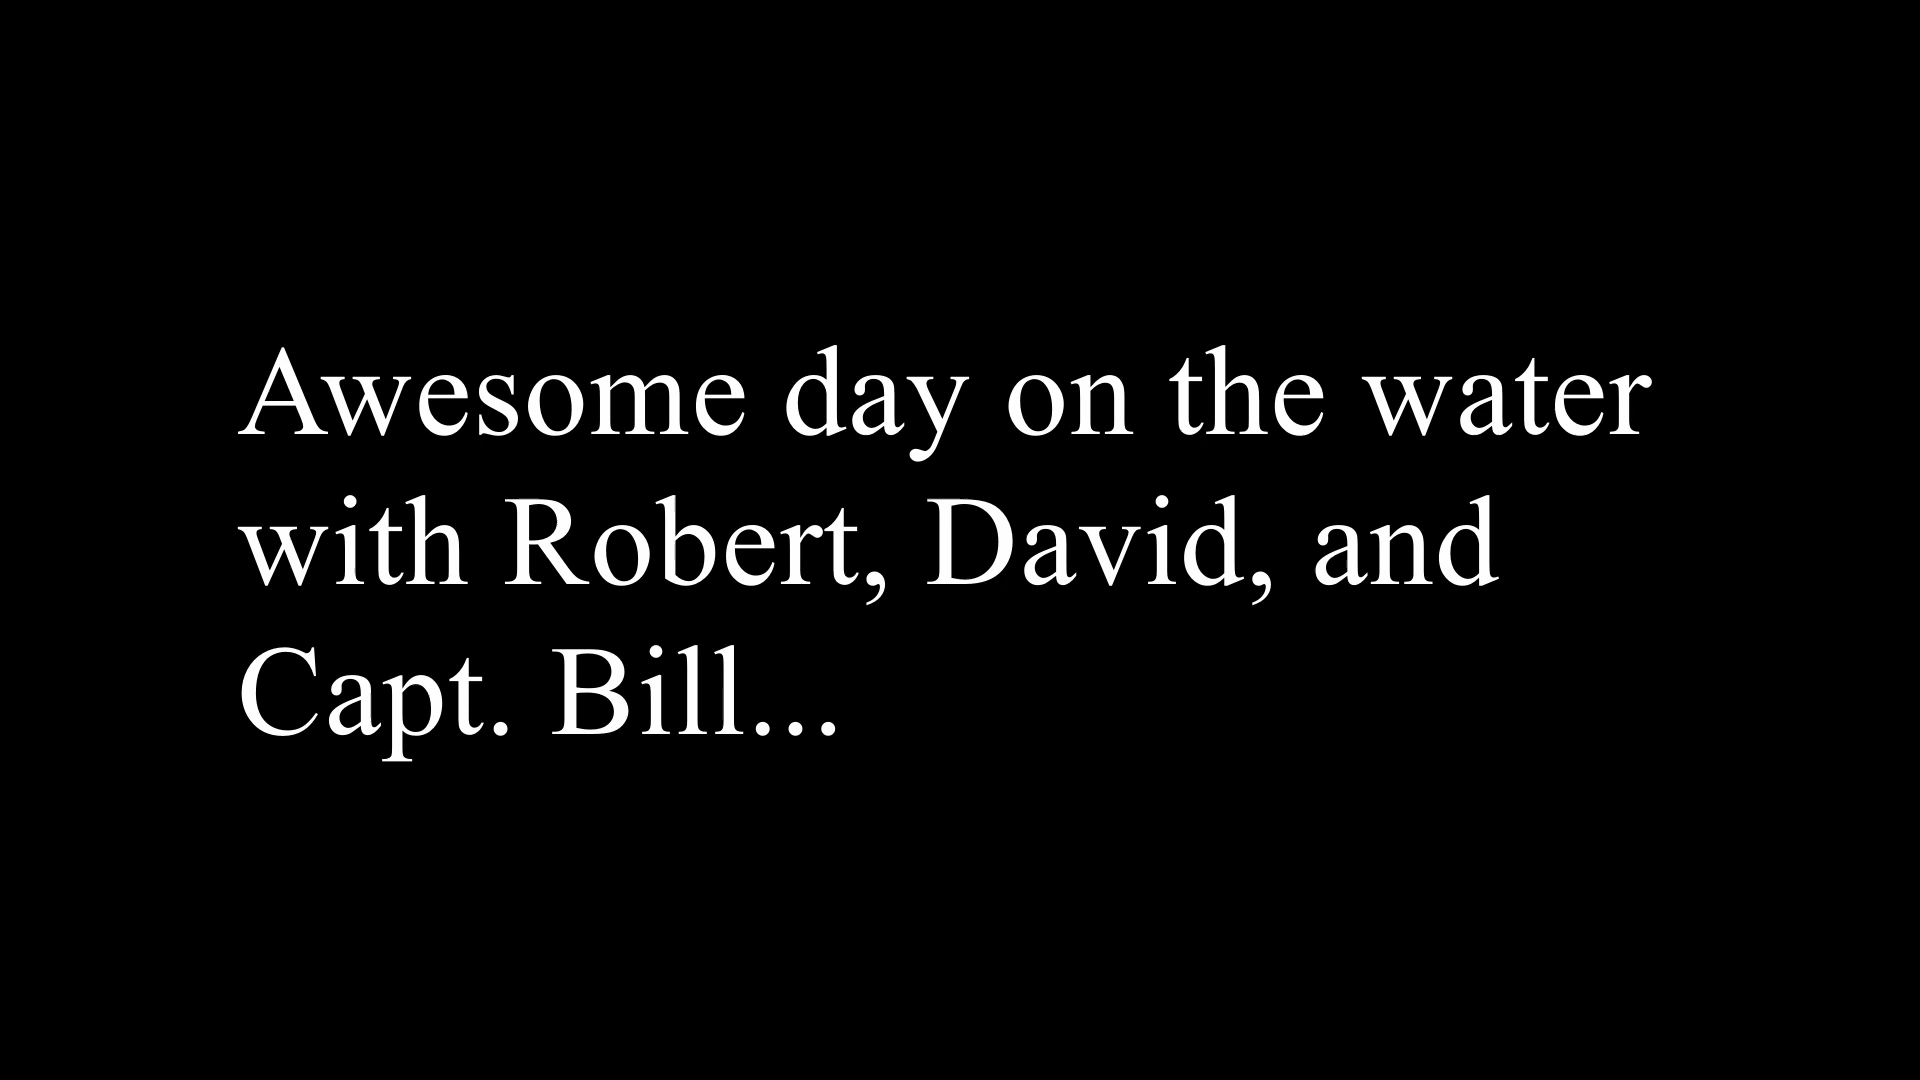 Awesome day on the water
with Robert, David, and
Capt. Bill...